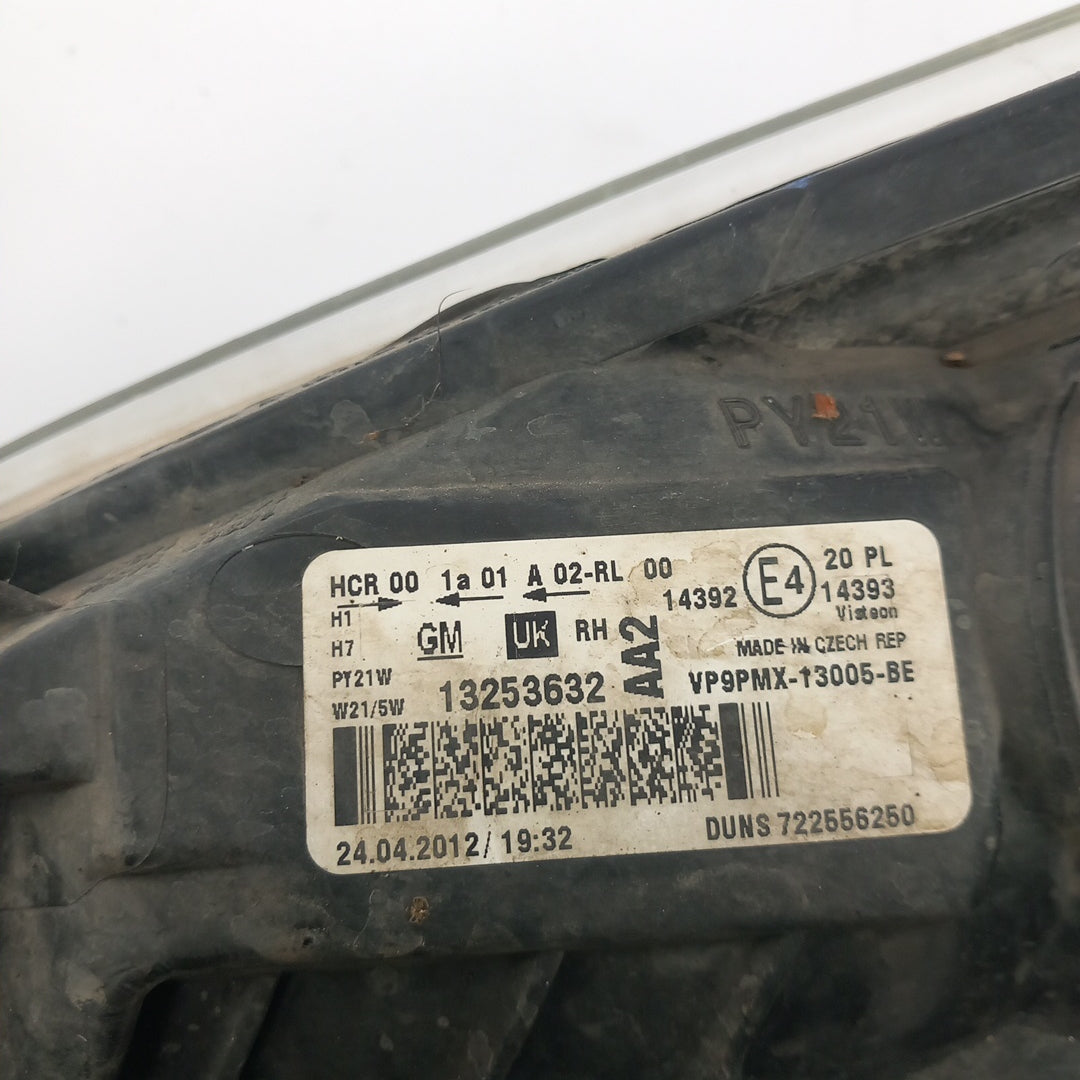 PY21W
HCR 00 1a 01 A 02-RL 00
14392 E4 20 PL
14393
H1
H7
PY21W
W21/5W
GM UK RH
AA2
Visteon
MADE IN CZECH REP
13253632
VP9PMX-13005-BE
24.04.2012/ 19:32
DUNS 722556250